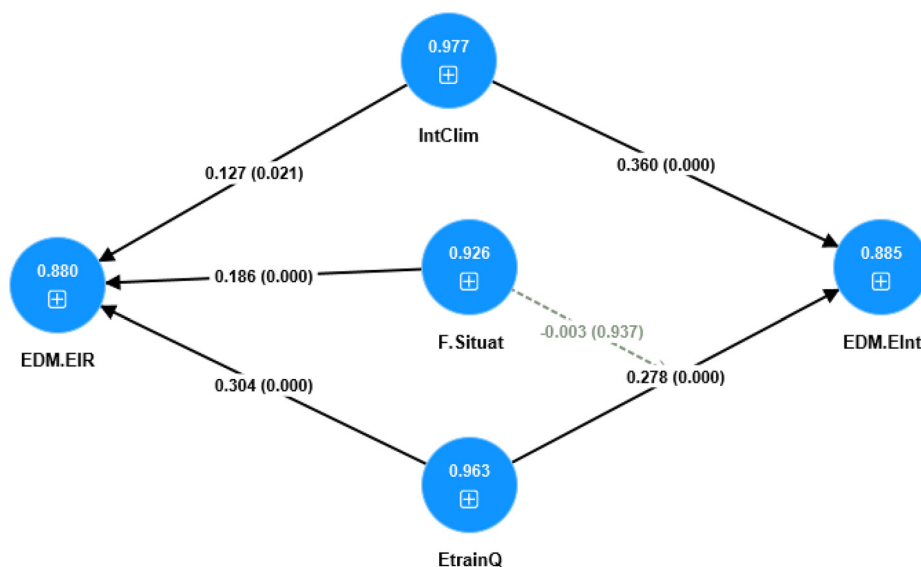 0.977
IntClim
0.127 (0.021)
0.360 (0.000)
0.926
F.Situat
0.186 (0.000)
-0.003 (0.937)
0.880
EDM.EIR
0.885
EDM.EInt
0.304 (0.000)
0.278 (0.000)
0.963
EtrainQ